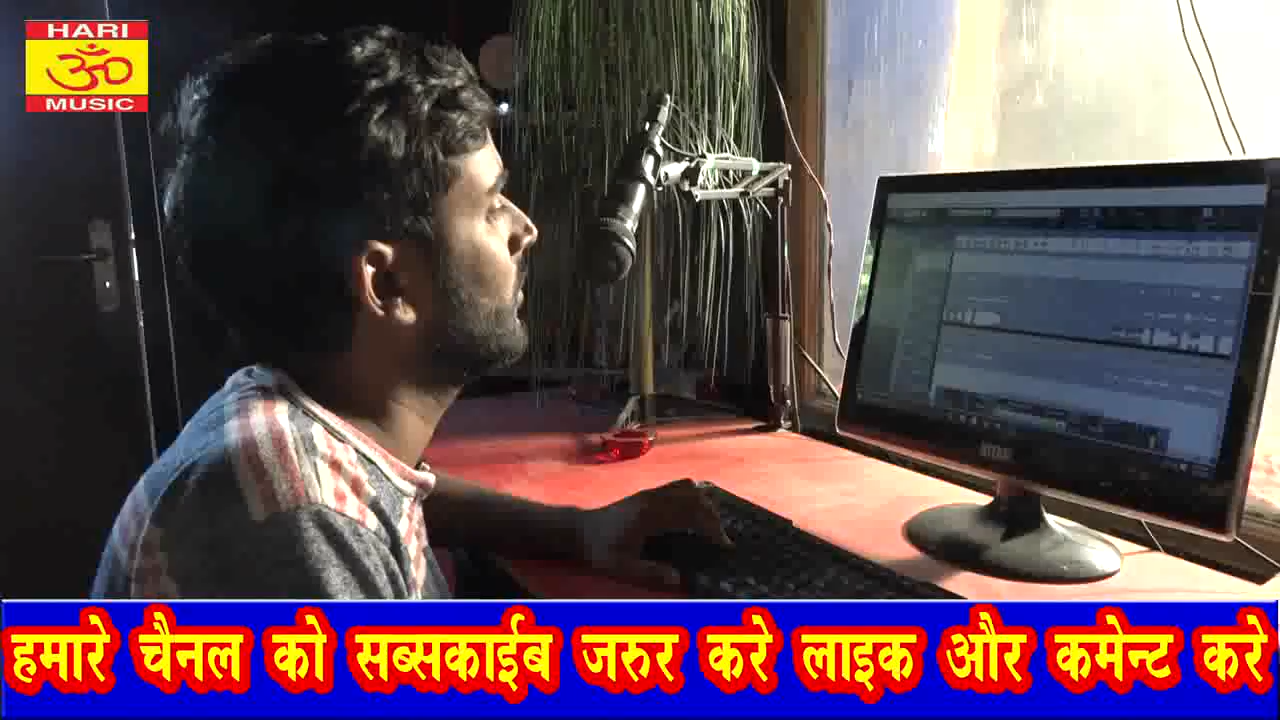 HARI
ॐ
MUSIC
हमारे चैनल को सब्सकाईब जरुर करे लाइक और कमेन्ट करे